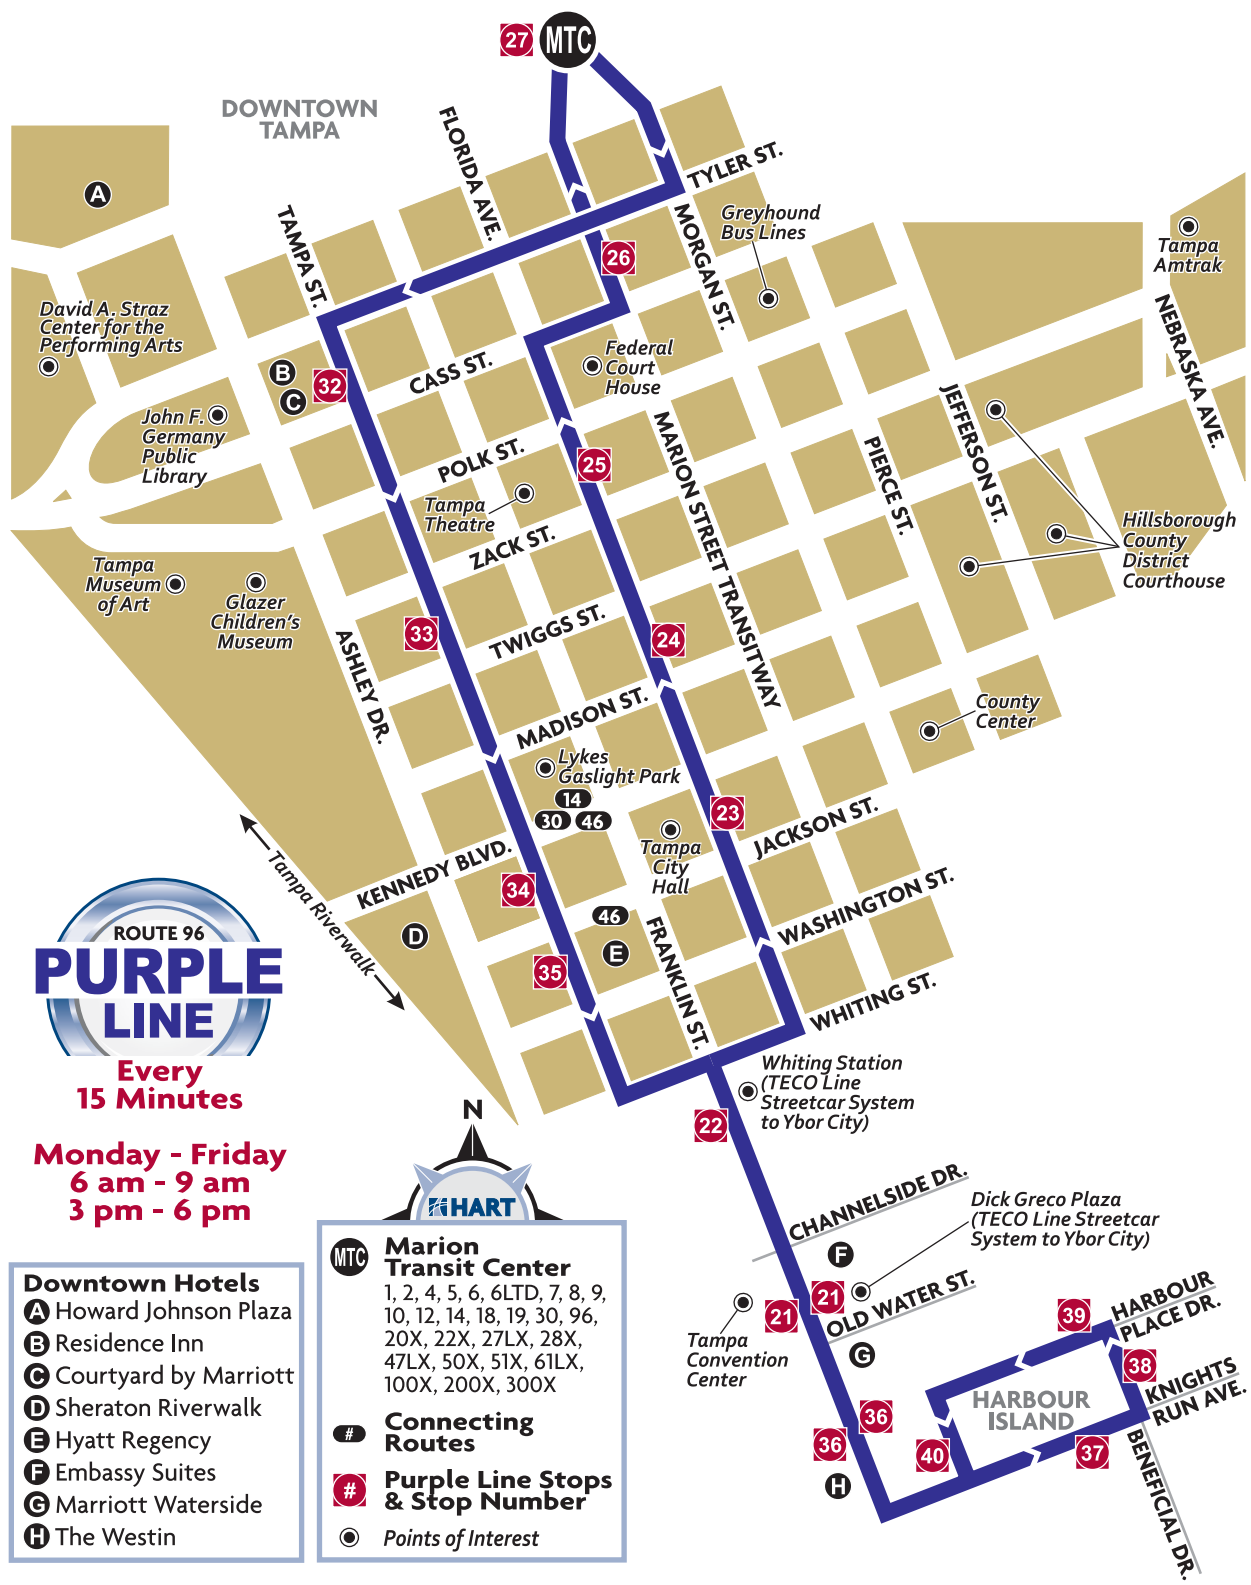 27
MTC
DOWNTOWN
TAMPA
FLORIDA AVE.
TYLER ST.
A
TAMPA ST.
MORGAN ST.
Greyhound
Bus Lines
26
Tampa
Amtrak
NEBRASKA AVE.
David A. Straz
Center for the
Performing Arts
B
C
32
CASS ST.
Federal
Court
House
John F.
Germany
Public
Library
POLK ST.
25
MARION STREET TRANSITWAY
PIERCE ST.
JEFFERSON ST.
Tampa
Theatre
ZACK ST.
Hillsborough
County
District
Courthouse
Tampa
Museum
of Art
Glazer
Children's
Museum
33
TWIGGS ST.
24
ASHLEY DR.
MADISON ST.
County
Center
Lykes
Gaslight Park
14
30
46
23
JACKSON ST.
Tampa
City
Hall
KENNEDY BLVD.
34
Tampa Riverwalk
WASHINGTON ST.
D
46
E
FRANKLIN ST.
35
WHITING ST.
ROUTE 96
PURPLE
LINE
Every
15 Minutes
Monday - Friday
6 am - 9 am
3 pm - 6 pm
Whiting Station
(TECO Line
Streetcar System
to Ybor City)
22
N
HART
CHANNELSIDE DR.
Dick Greco Plaza
(TECO Line Streetcar
System to Ybor City)
F
21
21
OLD WATER ST.
Tampa
Convention
Center
G
39
HARBOUR
PLACE DR.
38
HARBOUR
ISLAND
KNIGHTS
RUN AVE.
36
36
40
37
H
BENEFICIAL DR.
Downtown Hotels
A Howard Johnson Plaza
B Residence Inn
C Courtyard by Marriott
D Sheraton Riverwalk
E Hyatt Regency
F Embassy Suites
G Marriott Waterside
H The Westin
MTC
Marion
Transit Center
1, 2, 4, 5, 6, 6LTD, 7, 8, 9,
10, 12, 14, 18, 19, 30, 96,
20X, 22X, 27LX, 28X,
47LX, 50X, 51X, 61LX,
100X, 200X, 300X
#
Connecting
Routes
#
Purple Line Stops
& Stop Number
Points of Interest